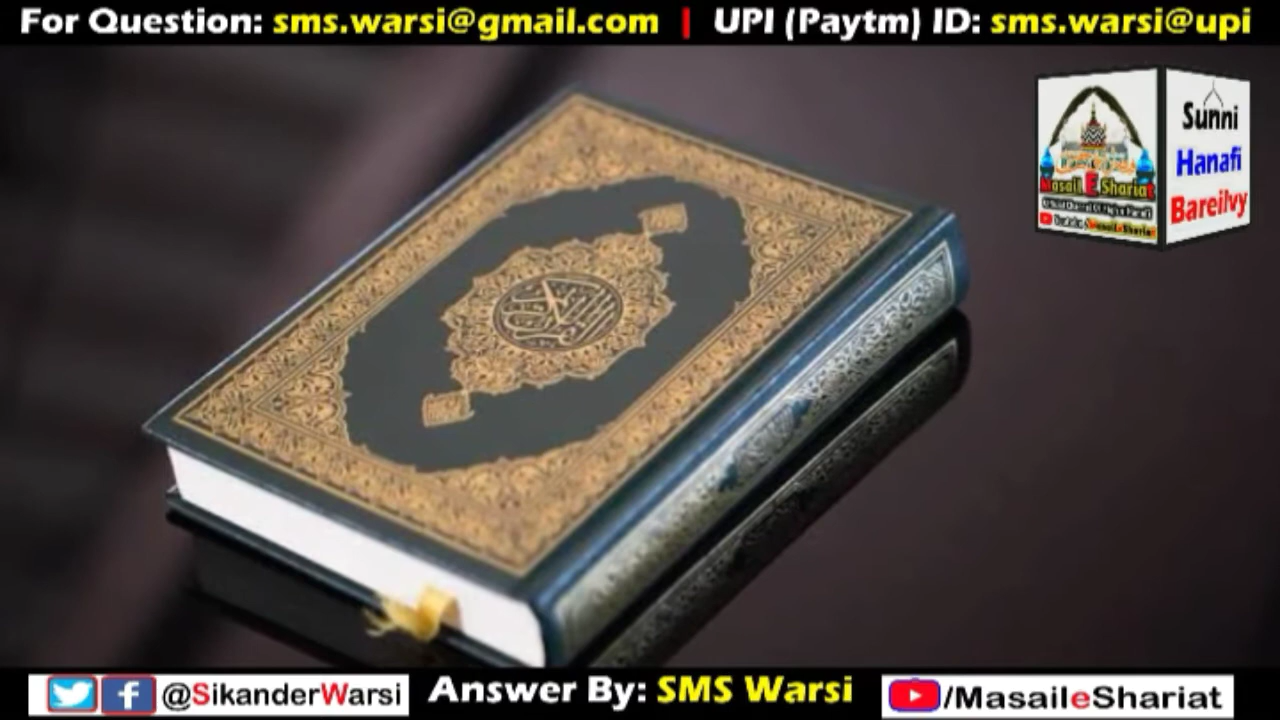 For Question: sms.warsi@gmail.com | UPI (Paytm) ID: sms.warsi@upi
Masail E Shariat
Sunni
Hanafi
Bareilvy
@SikanderWarsi
Answer By: SMS Warsi
/MasaileShariat